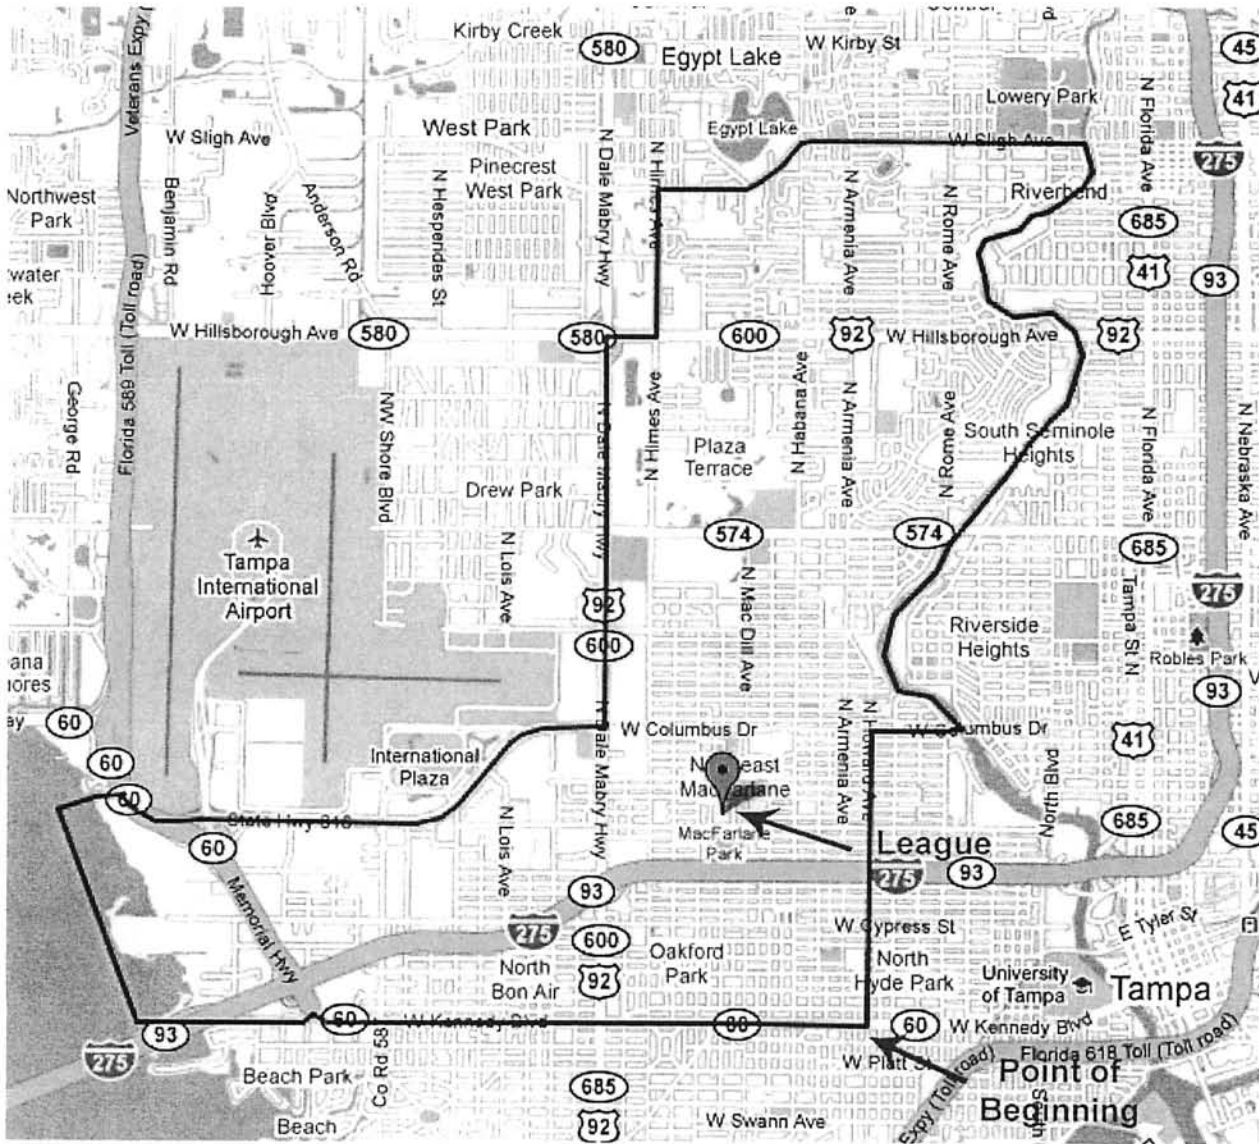 Kirby Creek
580
Egypt Lake
W Kirby St
45
41
Lowery Park
Veterans Expy
W Sligh Ave
West Park
Egypt Lake
W Sligh Ave
275
Pinecrest
West Park
Northwest
Park
Benjamin Rd
Hoover Blvd
Anderson Rd
N Hesperides St
N Dale Mabry Hwy
N Armenia Ave
N Rome Ave
Riverbend
N Florida Ave
685
41
93
W Hillsborough Ave
580
580
600
92
W Hillsborough Ave
92
George Rd
Florida 589 Toll (Toll road)
NW Shore Blvd
N Himes Ave
Plaza
Terrace
N Habana Ave
N Armenia Ave
N Rome Ave
South Seminole
Heights
N Florida Ave
N Nebraska Ave
Drew Park
574
574
685
Tampa
International
Airport
N Lois Ave
92
600
N Mac Dill Ave
Riverside
Heights
Tampa St N
275
Robles Park
93
60
W Columbus Dr
N Armenia Ave
Columbus Dr
41
International
Plaza
60
60
60
MacFarlane
Park
N Lois Ave
N Dale Mabry Hwy
League
North Blvd
685
45
93
275
93
Memorial Hwy
275
600
92
W Cypress St
E Tyler St
North
Bon Air
Oakford
Park
North
Hyde Park
University
of Tampa
Tampa
93
60
W Kennedy Blvd
60
60
W Kennedy Blvd
275
Beach Park
Co Rd 58
W Platt St
Florida 618 Toll (Toll road)
Point of
Beginning
685
Beach
92
W Swann Ave
Expy (Toll road)